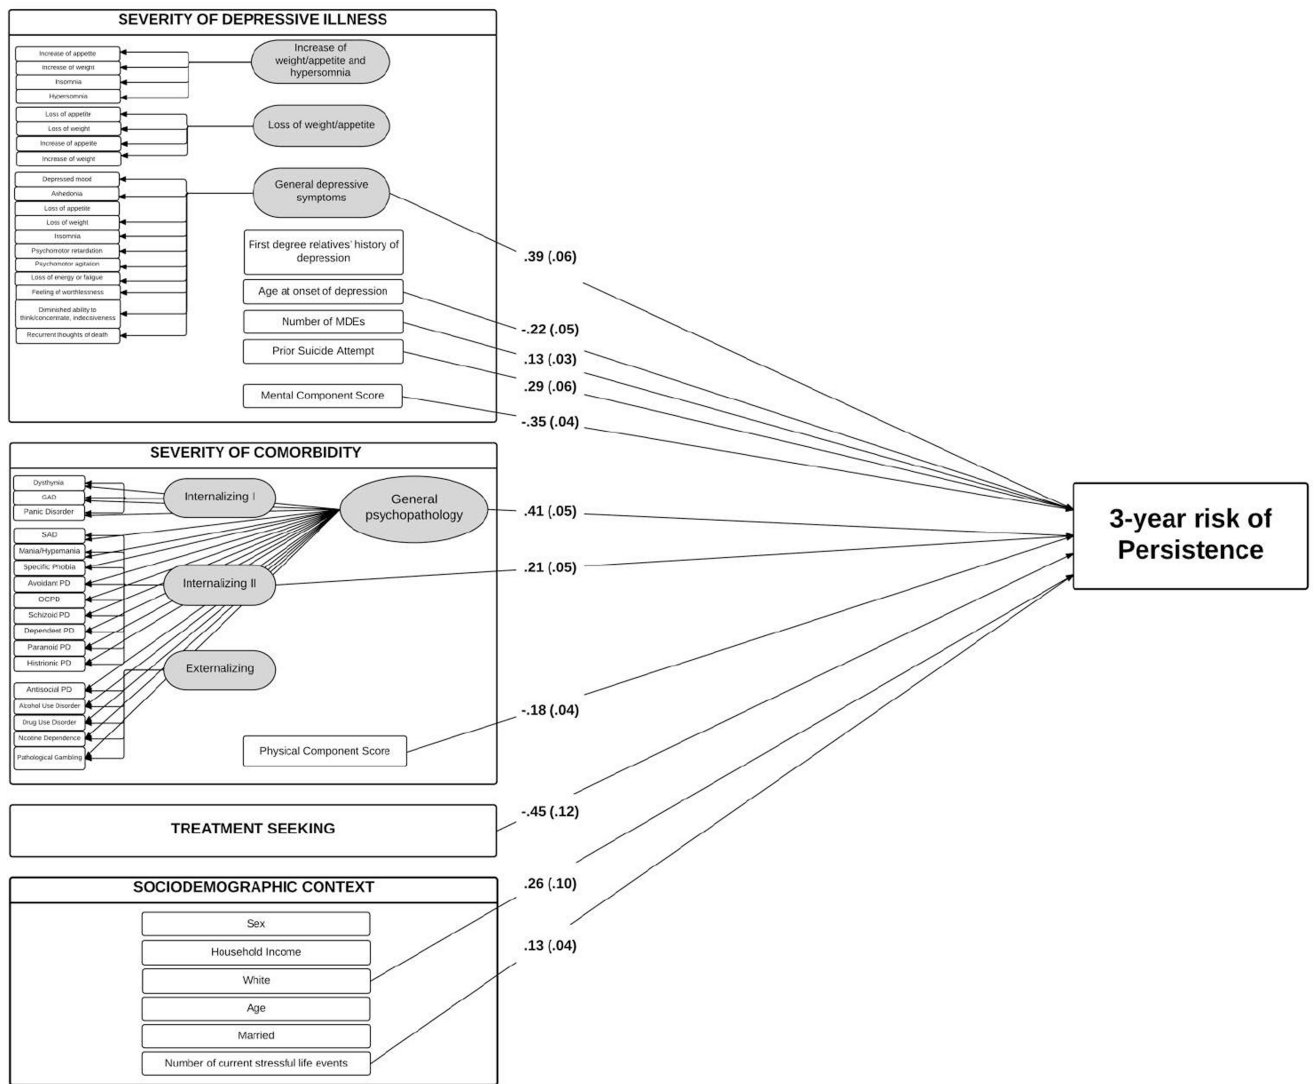 SEVERITY OF DEPRESSIVE ILLNESS
Increase of appetite
Increase of weight
Insomnia
Hypersomnia
Increase of
weight/appetite and
hypersomnia
Loss of appetite
Loss of weight
Increase of appetite
Increase of weight
Loss of weight/appetite
Depressed mood
Anhedonia
Loss of appetite
Loss of weight
Insomnia
Psychomotor retardation
Psychomotor agitation
Loss of energy or fatigue
Feeling of worthlessness
Diminished ability to
think/concentrate, indecisiveness
Recurrent thoughts of death
General depressive
symptoms
First degree relatives' history of
depression
Age at onset of depression
Number of MDEs
Prior Suicide Attempt
Mental Component Score
.39 (.06)
-.22 (.05)
.13 (.03)
.29 (.06)
-.35 (.04)
SEVERITY OF COMORBIDITY
Dysthynia
GAD
Panic Disorder
Internalizing I
General
psychopathology
SAD
Mania/Hypomania
Specific Phobia
Avoidant PD
OCPD
Schizoid PD
Dependent PD
Paranoid PD
Histrionic PD
Internalizing II
Antisocial PD
Alcohol Use Disorder
Drug Use Disorder
Nicotine Dependence
Pathological Gambling
Externalizing
Physical Component Score
.41 (.05)
.21 (.05)
-.18 (.04)
3-year risk of
Persistence
TREATMENT SEEKING
-.45 (.12)
SOCIODEMOGRAPHIC CONTEXT
Sex
Household Income
White
Age
Married
Number of current stressful life events
.26 (.10)
.13 (.04)